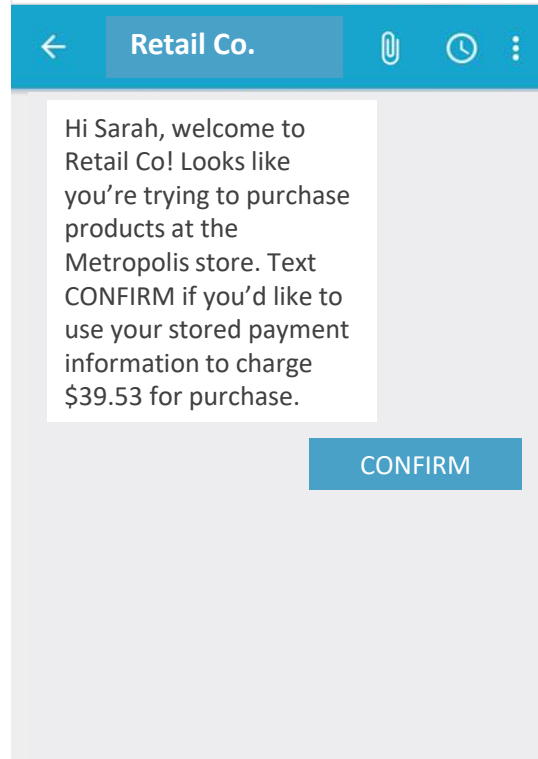 Retail Co.
Hi Sarah, welcome to
Retail Co! Looks like
you’re trying to purchase
products at the
Metropolis store. Text
CONFIRM if you’d like to
use your stored payment
information to charge
$39.53 for purchase.
CONFIRM